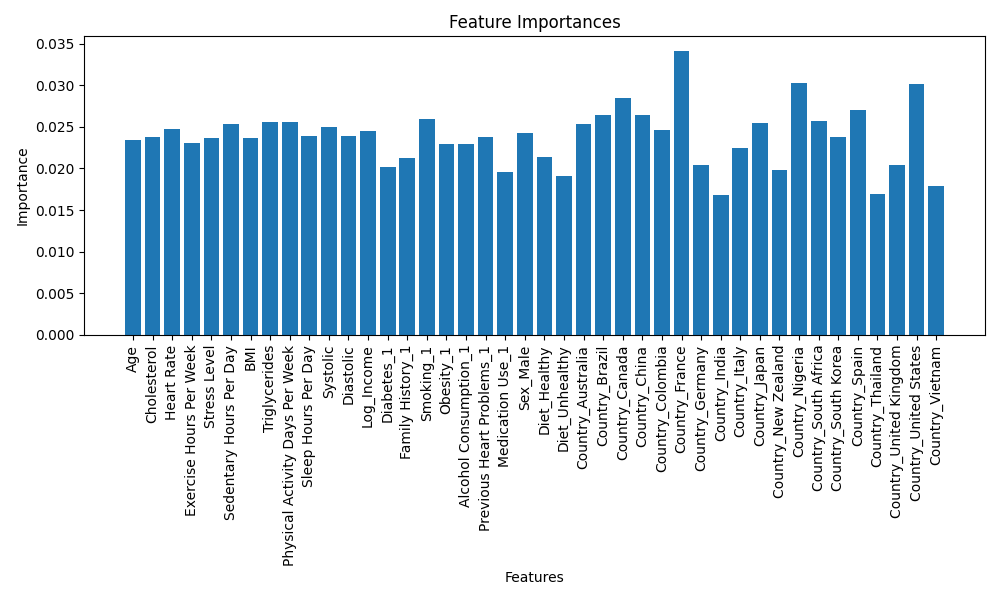 Feature Importances
Importance
0.035
0.030
0.025
0.020
0.015
0.010
0.005
0.000
Age
Cholesterol
Heart Rate
Exercise Hours Per Week
Stress Level
Sedentary Hours Per Day
BMI
Triglycerides
Physical Activity Days Per Week
Sleep Hours Per Day
Systolic
Diastolic
Log_Income
Diabetes_1
Family History_1
Smoking_1
Obesity_1
Alcohol Consumption_1
Previous Heart Problems_1
Medication Use_1
Sex_Male
Diet_Healthy
Diet_Unhealthy
Country_Australia
Country_Brazil
Country_Canada
Country_China
Country_Colombia
Country_France
Country_Germany
Country_India
Country_Italy
Country_Japan
Country_New Zealand
Country_Nigeria
Country_South Africa
Country_South Korea
Country_Spain
Country_Thailand
Country_United Kingdom
Country_United States
Country_Vietnam
Features